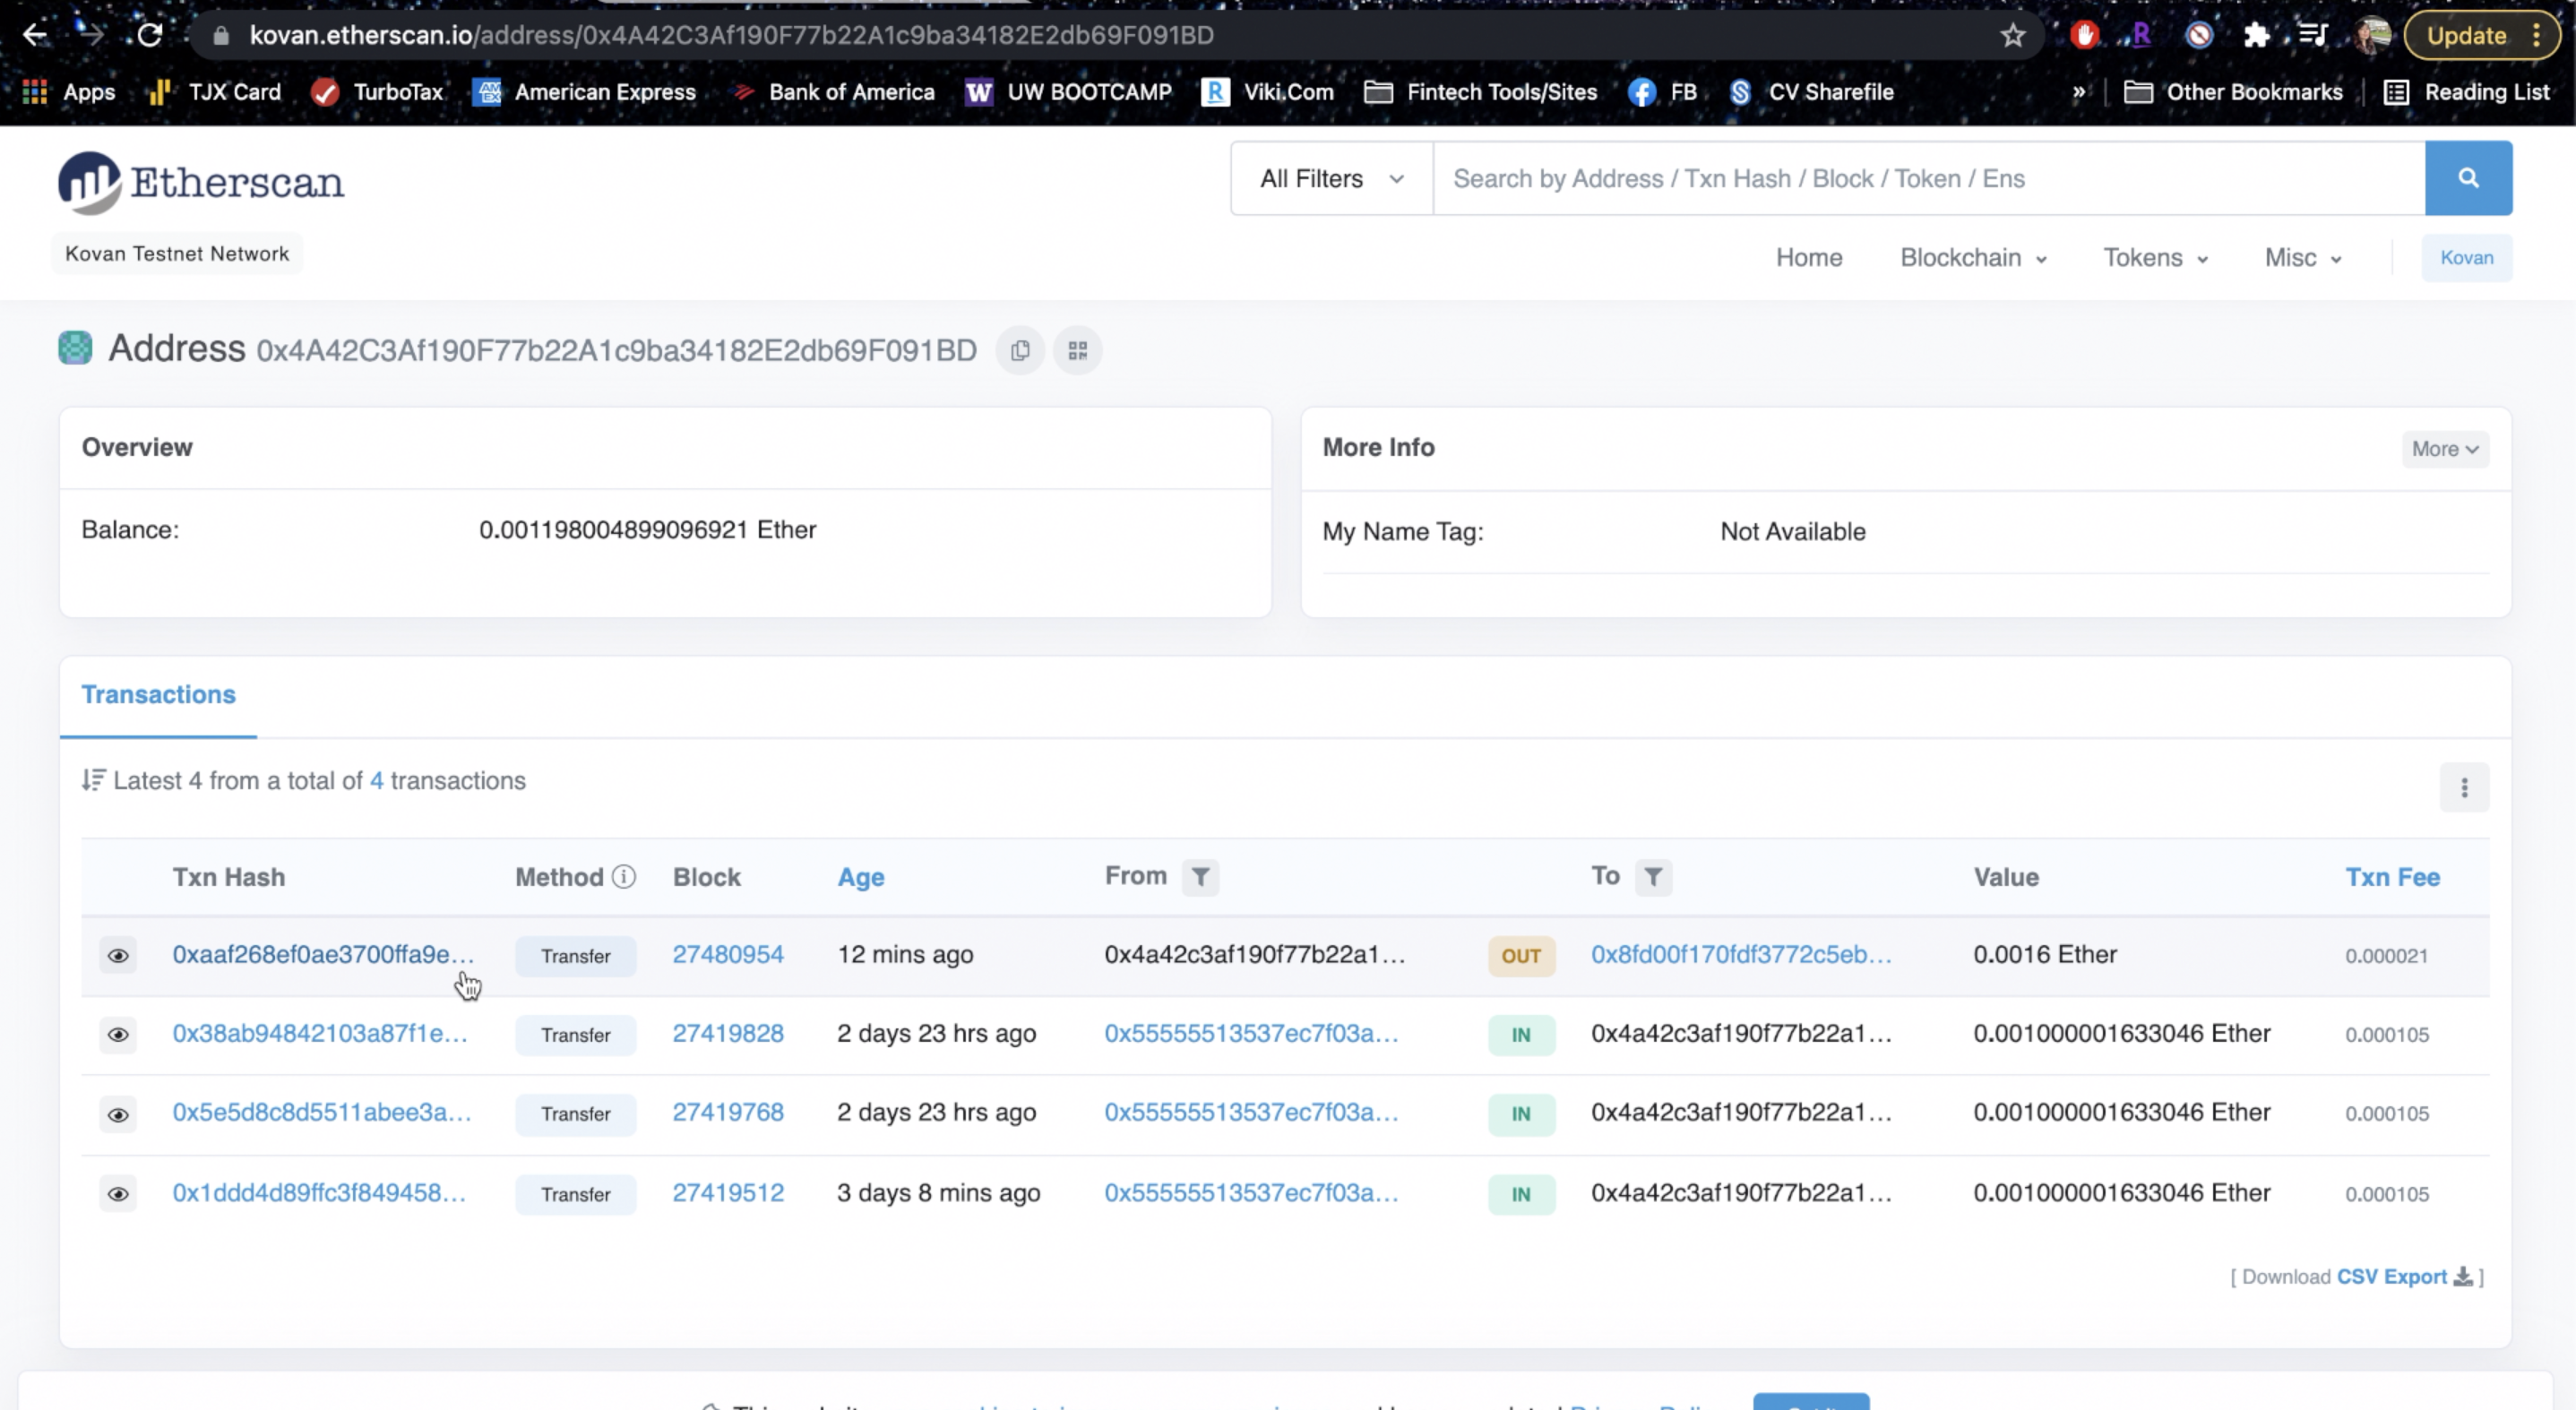 kovan.etherscan.io/address/0x4A42C3Af190F77b22A1c9ba34182E2db69F091BD
Update
Apps TJX Card TurboTax American Express Bank of America UW BOOTCAMP Viki.Com Fintech Tools/Sites FB CV Sharefile » Other Bookmarks Reading List
Etherscan
All Filters Search by Address / Txn Hash / Block / Token / Ens
Kovan Testnet Network
Home Blockchain Tokens Misc Kovan
Address 0x4A42C3Af190F77b22A1c9ba34182E2db69F091BD
Overview
Balance: 0.001198004899096921 Ether
More Info More
My Name Tag: Not Available
Transactions
Latest 4 from a total of 4 transactions
Txn Hash Method Block Age From To Value Txn Fee
0xaaf268ef0ae3700ffa9e... Transfer 27480954 12 mins ago 0x4a42c3af190f77b22a1... OUT 0x8fd00f170fdf3772c5eb... 0.0016 Ether 0.000021
0x38ab94842103a87f1e... Transfer 27419828 2 days 23 hrs ago 0x55555513537ec7f03a... IN 0x4a42c3af190f77b22a1... 0.001000001633046 Ether 0.000105
0x5e5d8c8d5511abee3a... Transfer 27419768 2 days 23 hrs ago 0x55555513537ec7f03a... IN 0x4a42c3af190f77b22a1... 0.001000001633046 Ether 0.000105
0x1ddd4d89ffc3f849458... Transfer 27419512 3 days 8 mins ago 0x55555513537ec7f03a... IN 0x4a42c3af190f77b22a1... 0.001000001633046 Ether 0.000105
[ Download CSV Export ]